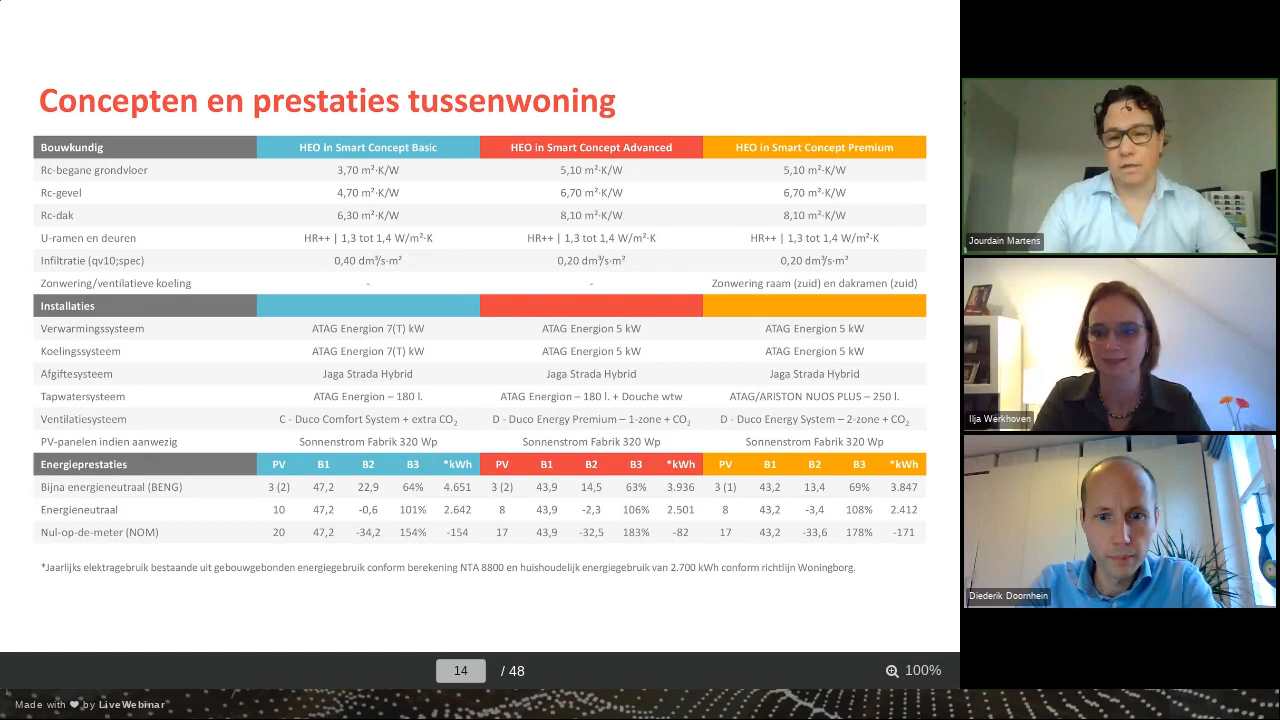 Concepten en prestaties tussenwoning
Bouwkundig HEO in Smart Concept Basic HEO in Smart Concept Advanced HEO in Smart Concept Premium
Rc-begane grondvloer 3,70 m²·K/W 5,10 m²·K/W 5,10 m²·K/W
Rc-gevel 4,70 m²·K/W 6,70 m²·K/W 6,70 m²·K/W
Rc-dak 6,30 m²·K/W 8,10 m²·K/W 8,10 m²·K/W
U-ramen en deuren HR++ | 1,3 tot 1,4 W/m²·K HR++ | 1,3 tot 1,4 W/m²·K HR++ | 1,3 tot 1,4 W/m²·K
Infiltratie (qv10;spec) 0,40 dm³/s·m² 0,20 dm³/s·m² 0,20 dm³/s·m²
Zonwering/ventilatieve koeling - - Zonwering raam (zuid) en dakramen (zuid)
Installaties
Verwarmingssysteem ATAG Energion 7(T) kW ATAG Energion 5 kW ATAG Energion 5 kW
Koelingssysteem ATAG Energion 7(T) kW ATAG Energion 5 kW ATAG Energion 5 kW
Afgiftesysteem Jaga Strada Hybrid Jaga Strada Hybrid Jaga Strada Hybrid
Tapwatersysteem ATAG Energion – 180 l. ATAG Energion – 180 l. + Douche wtw ATAG/ARISTON NUOS PLUS – 250 l.
Ventilatiesysteem C - Duco Comfort System + extra CO₂ D - Duco Energy Premium – 1-zone + CO₂ D - Duco Energy System – 2-zone + CO₂
PV-panelen indien aanwezig Sonnenstrom Fabrik 320 Wp Sonnenstrom Fabrik 320 Wp Sonnenstrom Fabrik 320 Wp
Energieprestaties PV B1 B2 B3 *kWh PV B1 B2 B3 *kWh PV B1 B2 B3 *kWh
Bijna energieneutraal (BENG) 3 (2) 47,2 22,9 64% 4.651 3 (2) 43,9 14,5 63% 3.936 3 (1) 43,2 13,4 69% 3.847
Energieneutraal 10 47,2 -0,6 101% 2.642 8 43,9 -2,3 106% 2.501 8 43,2 -3,4 108% 2.412
Nul-op-de-meter (NOM) 20 47,2 -34,2 154% -154 17 43,9 -32,5 183% -82 17 43,2 -33,6 178% -171
*Jaarlijks elektragebruik bestaande uit gebouwgebonden energiegebruik conform berekening NTA 8800 en huishoudelijk energiegebruik van 2.700 kWh conform richtlijn Woningborg.
Jourdain Martens
Ilja Werkhoven
Diederik Doornhein
14 / 48
100%
Made with ❤ by LiveWebinar